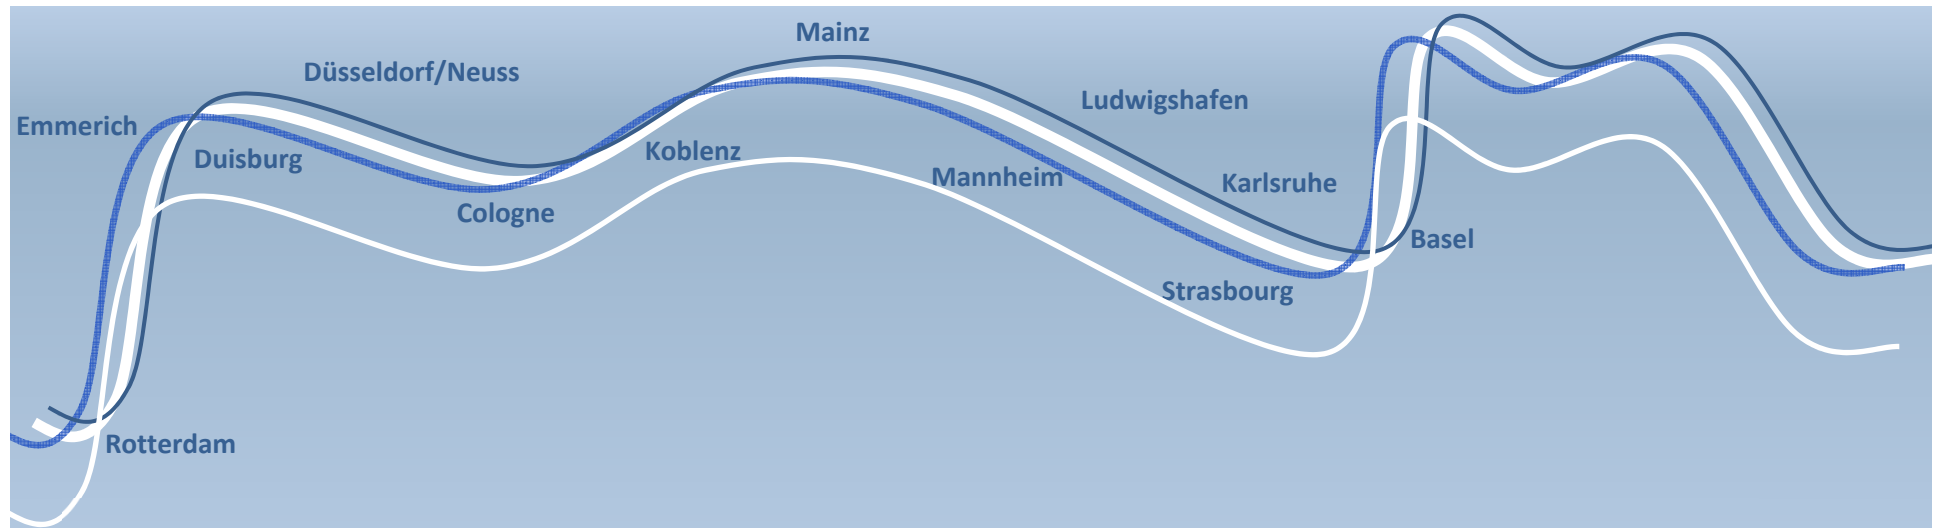 Mainz
Düsseldorf/Neuss
Ludwigshafen
Emmerich
Duisburg
Koblenz
Mannheim
Karlsruhe
Cologne
Basel
Strasbourg
Rotterdam